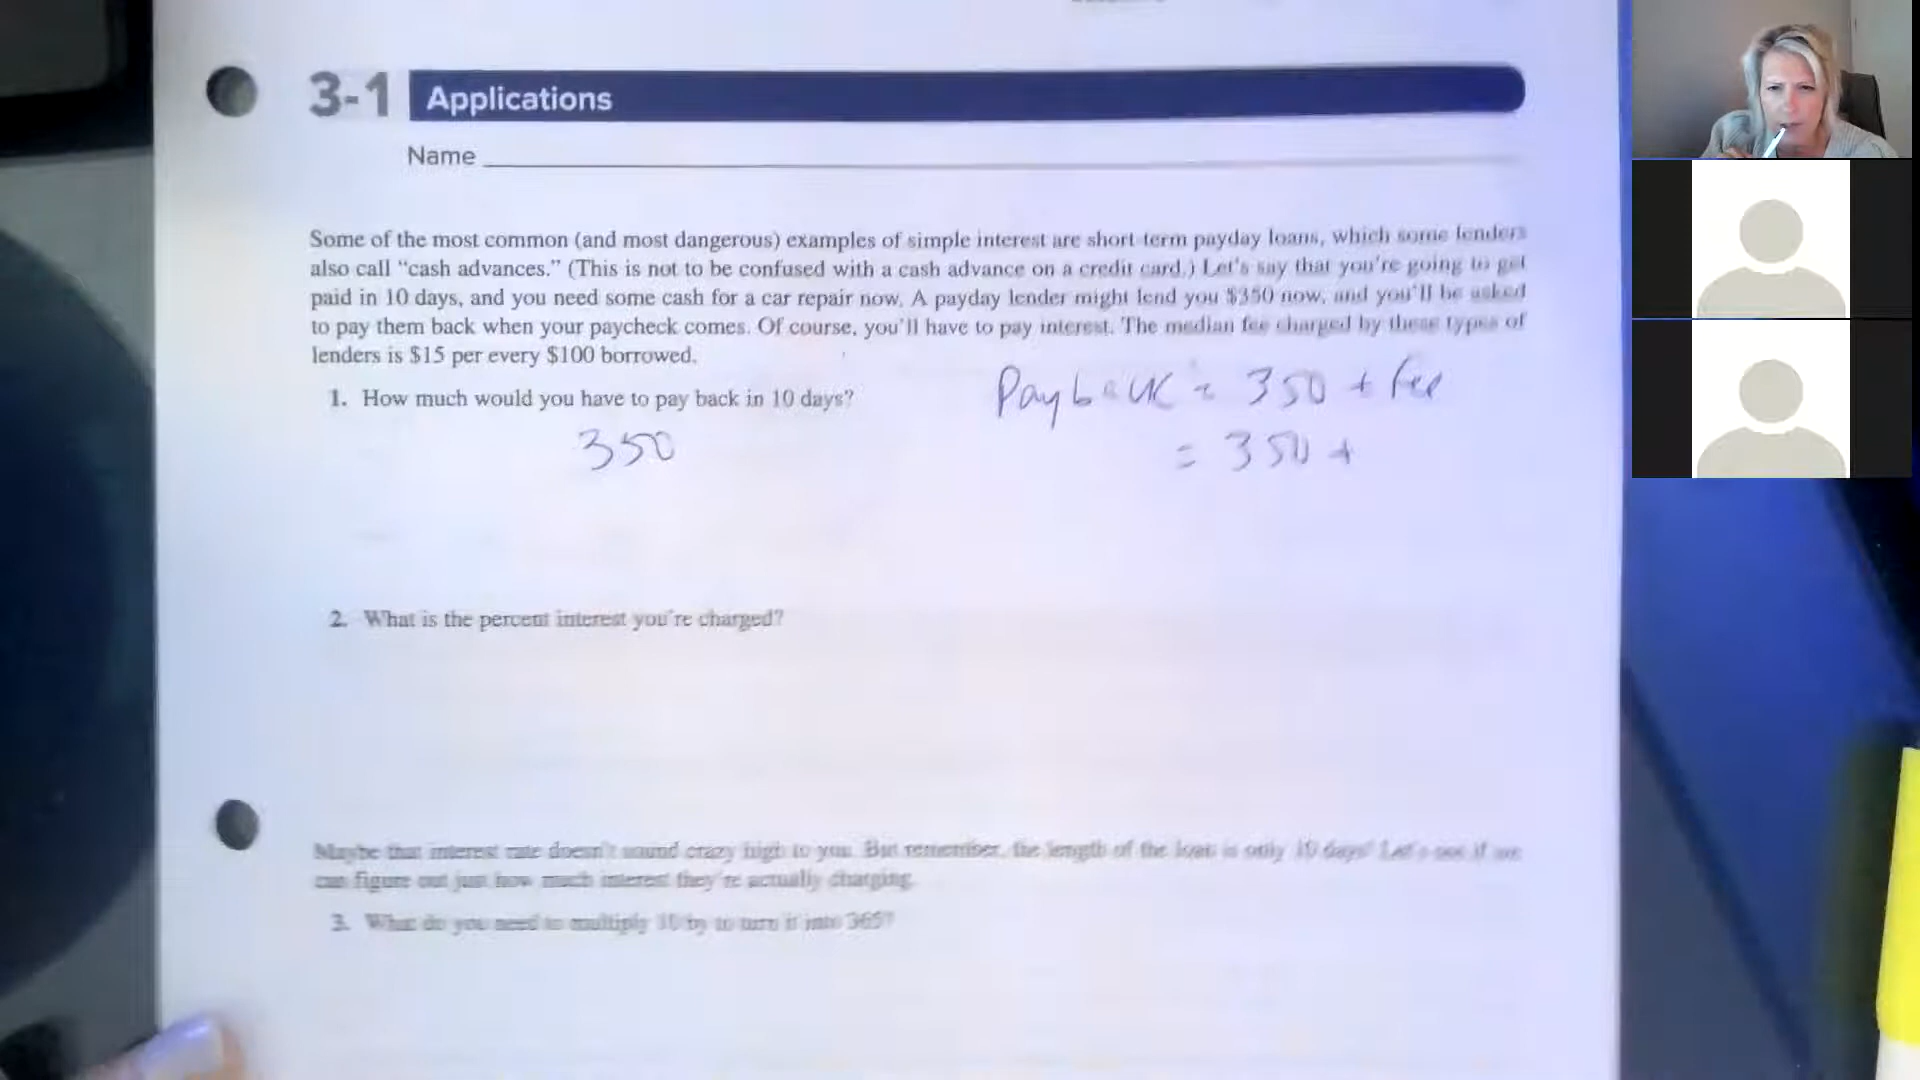 3-1 Applications
Name
Some of the most common (and most dangerous) examples of simple interest are short-term payday loans, which some lenders
also call “cash advances.” (This is not to be confused with a cash advance on a credit card.) Let's say that you're going to get
paid in 10 days, and you need some cash for a car repair now. A payday lender might lend you $350 now, and you'll be asked
to pay them back when your paycheck comes. Of course, you'll have to pay interest. The median fee charged by these types of
lenders is $15 per every $100 borrowed.
1. How much would you have to pay back in 10 days?
Payback = 350 + fee
350
= 350 +
2. What is the percent interest you're charged?
Maybe that interest rate doesn't sound crazy high to you. But remember, the length of the loan is only 10 days! Let's see if we
can figure out just how much interest they're actually charging.
3. What do you need to multiply 10 by to turn it into 365?